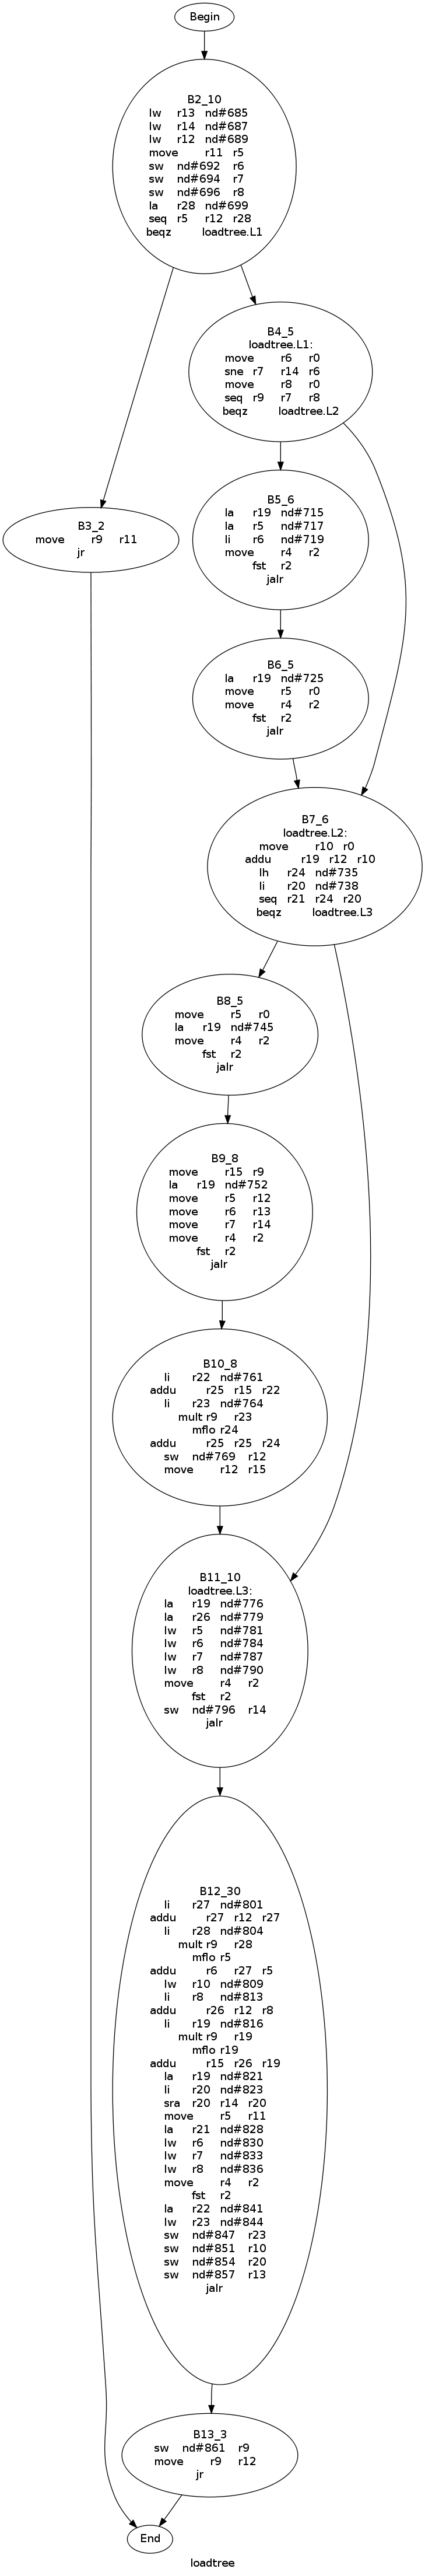 Begin
B2_10
lw r13 nd#685
lw r14 nd#687
lw r12 nd#689
move r11 r5
sw nd#692 r6
sw nd#694 r7
sw nd#696 r8
la r28 nd#699
seq r5 r12 r28
beqz loadtree.L1
B4_5
loadtree.L1:
move r6 r0
sne r7 r14 r6
move r8 r0
seq r9 r7 r8
beqz loadtree.L2
B3_2
move r9 r11
jr
B5_6
la r19 nd#715
la r5 nd#717
li r6 nd#719
move r4 r2
fst r2
jalr
B6_5
la r19 nd#725
move r5 r0
move r4 r2
fst r2
jalr
B7_6
loadtree.L2:
move r10 r0
addu r19 r12 r10
lh r24 nd#735
li r20 nd#738
seq r21 r24 r20
beqz loadtree.L3
B8_5
move r5 r0
la r19 nd#745
move r4 r2
fst r2
jalr
B9_8
move r15 r9
la r19 nd#752
move r5 r12
move r6 r13
move r7 r14
move r4 r2
fst r2
jalr
B10_8
li r22 nd#761
addu r25 r15 r22
li r23 nd#764
mult r9 r23
mflo r24
addu r25 r25 r24
sw nd#769 r12
move r12 r15
B11_10
loadtree.L3:
la r19 nd#776
la r26 nd#779
lw r5 nd#781
lw r6 nd#784
lw r7 nd#787
lw r8 nd#790
move r4 r2
fst r2
sw nd#796 r14
jalr
B12_30
li r27 nd#801
addu r27 r12 r27
li r28 nd#804
mult r9 r28
mflo r5
addu r6 r27 r5
lw r10 nd#809
li r8 nd#813
addu r26 r12 r8
li r19 nd#816
mult r9 r19
mflo r19
addu r15 r26 r19
la r19 nd#821
li r20 nd#823
sra r20 r14 r20
move r5 r11
la r21 nd#828
lw r6 nd#830
lw r7 nd#833
lw r8 nd#836
move r4 r2
fst r2
la r22 nd#841
lw r23 nd#844
sw nd#847 r23
sw nd#851 r10
sw nd#854 r20
sw nd#857 r13
jalr
B13_3
sw nd#861 r9
move r9 r12
jr
End
loadtree